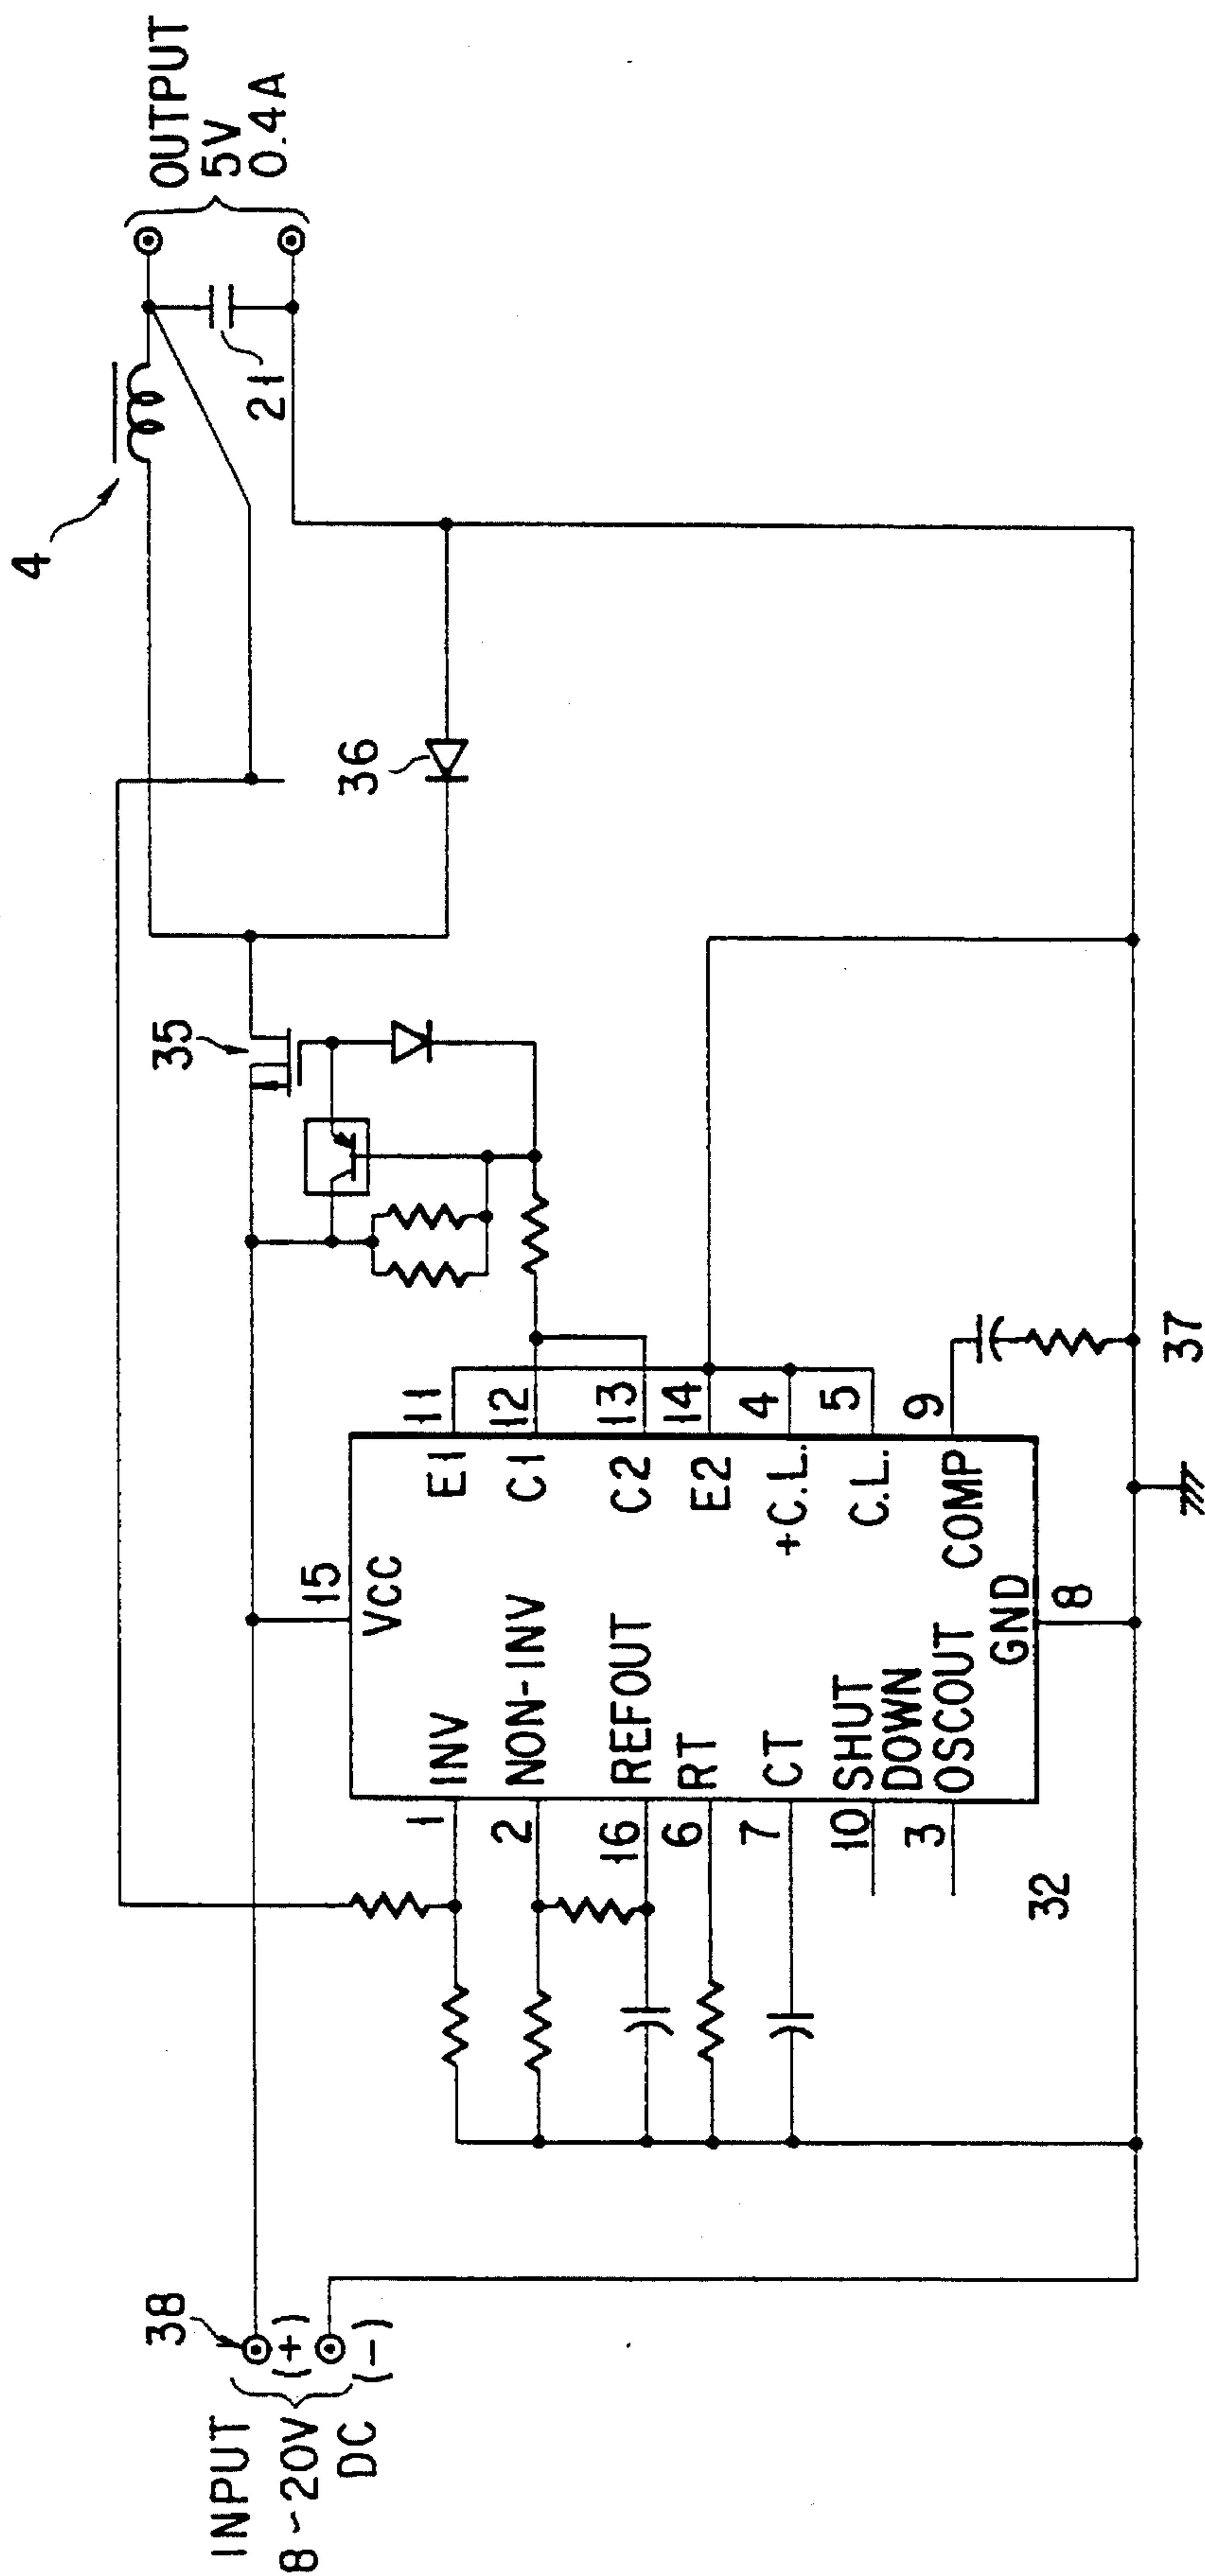 INPUT
8~20V
DC
(+)
(-)
38
15
VCC
1
INV
2
NON-INV
16
REFOUT
6
RT
7
CT
10
SHUT
DOWN
3
OSCOUT
GND
8
32
11
E1
12
C1
13
C2
14
E2
4
+C.L.
5
C.L.
9
COMP
37
35
36
4
21
OUTPUT
5V
0.4A